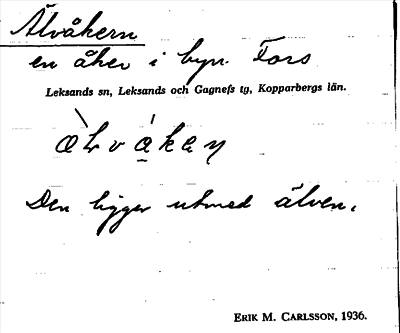 Älvåkern
en åker i byn Fors
Leksands sn, Leksands och Gagnefs tg, Kopparbergs län.
Den ligger utmed älven.
ERIK M. CARLSSON, 1936.